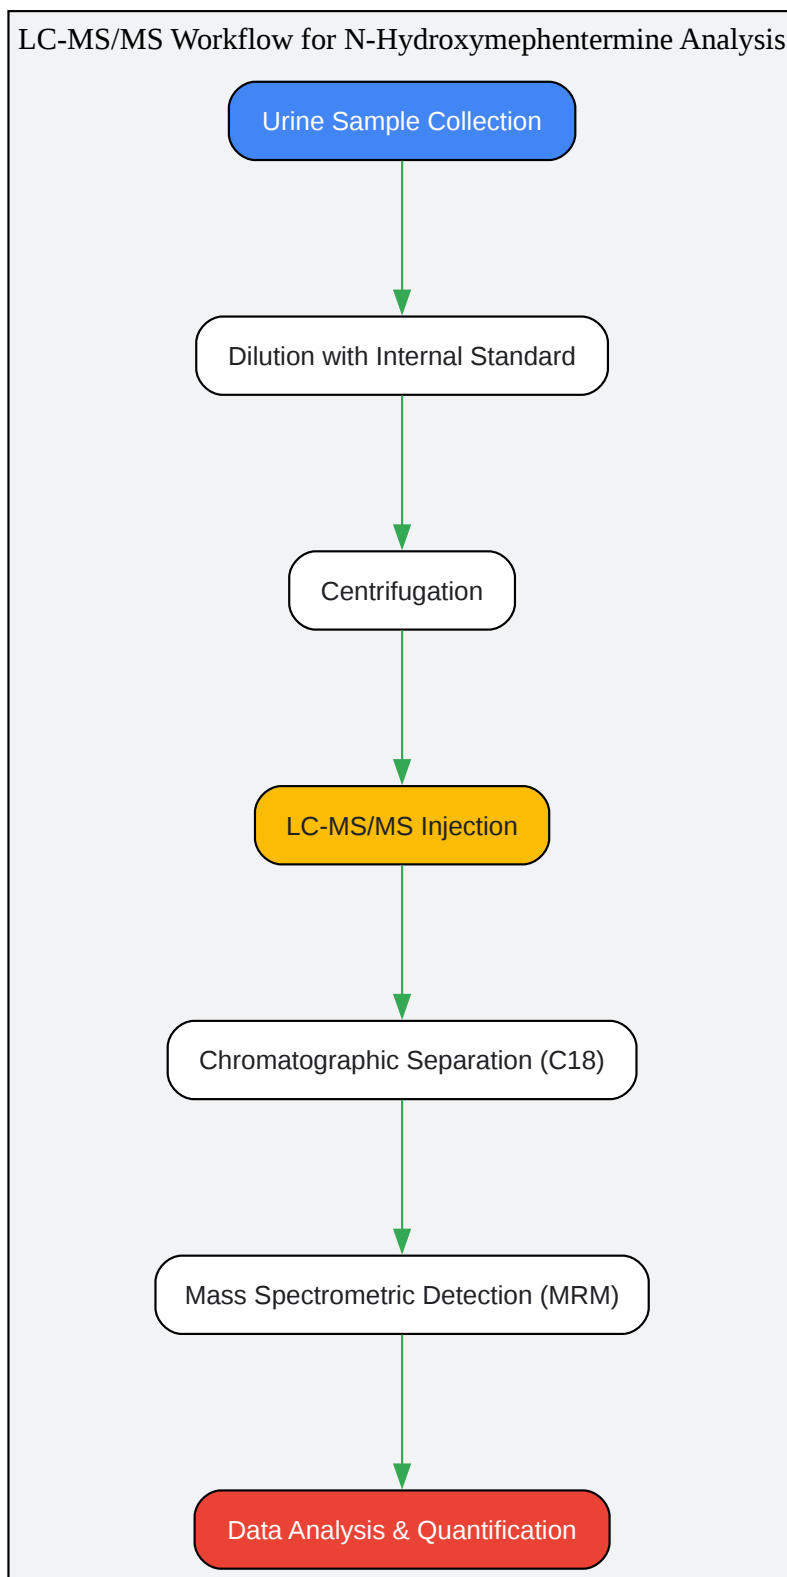 LC-MS/MS Workflow for N-Hydroxymephentermine Analysis
Urine Sample Collection
Dilution with Internal Standard
Centrifugation
LC-MS/MS Injection
Chromatographic Separation (C18)
Mass Spectrometric Detection (MRM)
Data Analysis & Quantification